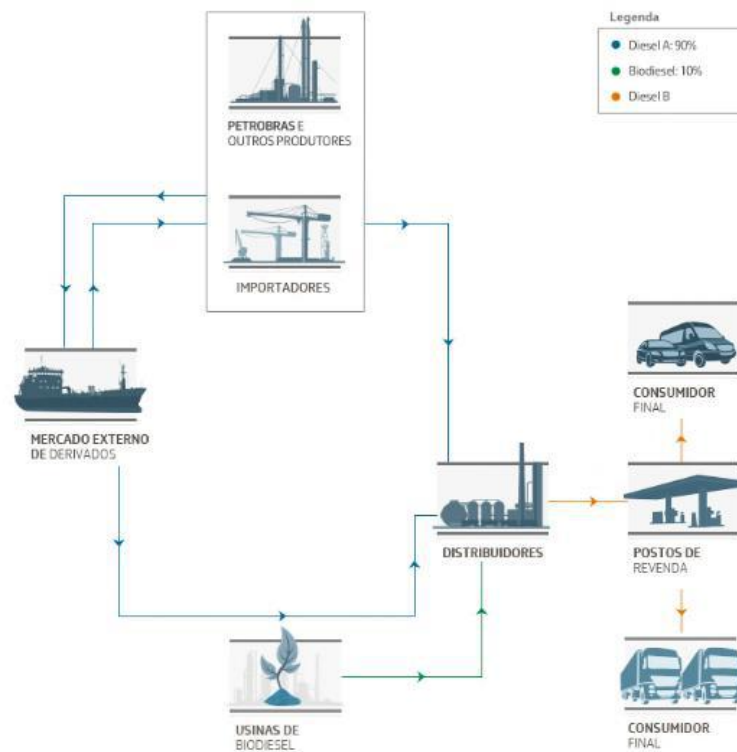 Legenda
Diesel A: 90%
Biodiesel: 10%
Diesel B
PETROBRAS E
OUTROS PRODUTORES
IMPORTADORES
MERCADO EXTERNO
DE DERIVADOS
CONSUMIDOR
FINAL
DISTRIBUIDORES
POSTOS DE
REVENDA
USINAS DE
BIODIESEL
CONSUMIDOR
FINAL